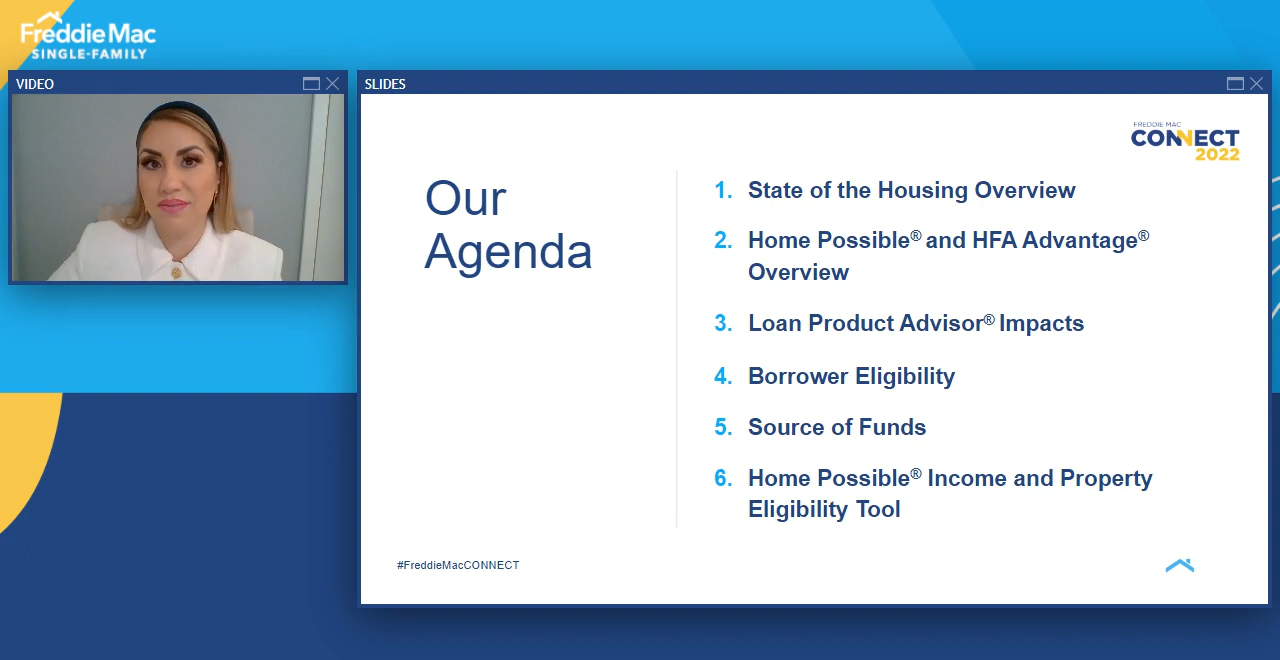 Freddie Mac
SINGLE-FAMILY
VIDEO
SLIDES
FREDDIE MAC
CONNECT
2022
Our
Agenda
1. State of the Housing Overview
2. Home Possible® and HFA Advantage®
Overview
3. Loan Product Advisor® Impacts
4. Borrower Eligibility
5. Source of Funds
6. Home Possible® Income and Property
Eligibility Tool
#FreddieMacCONNECT